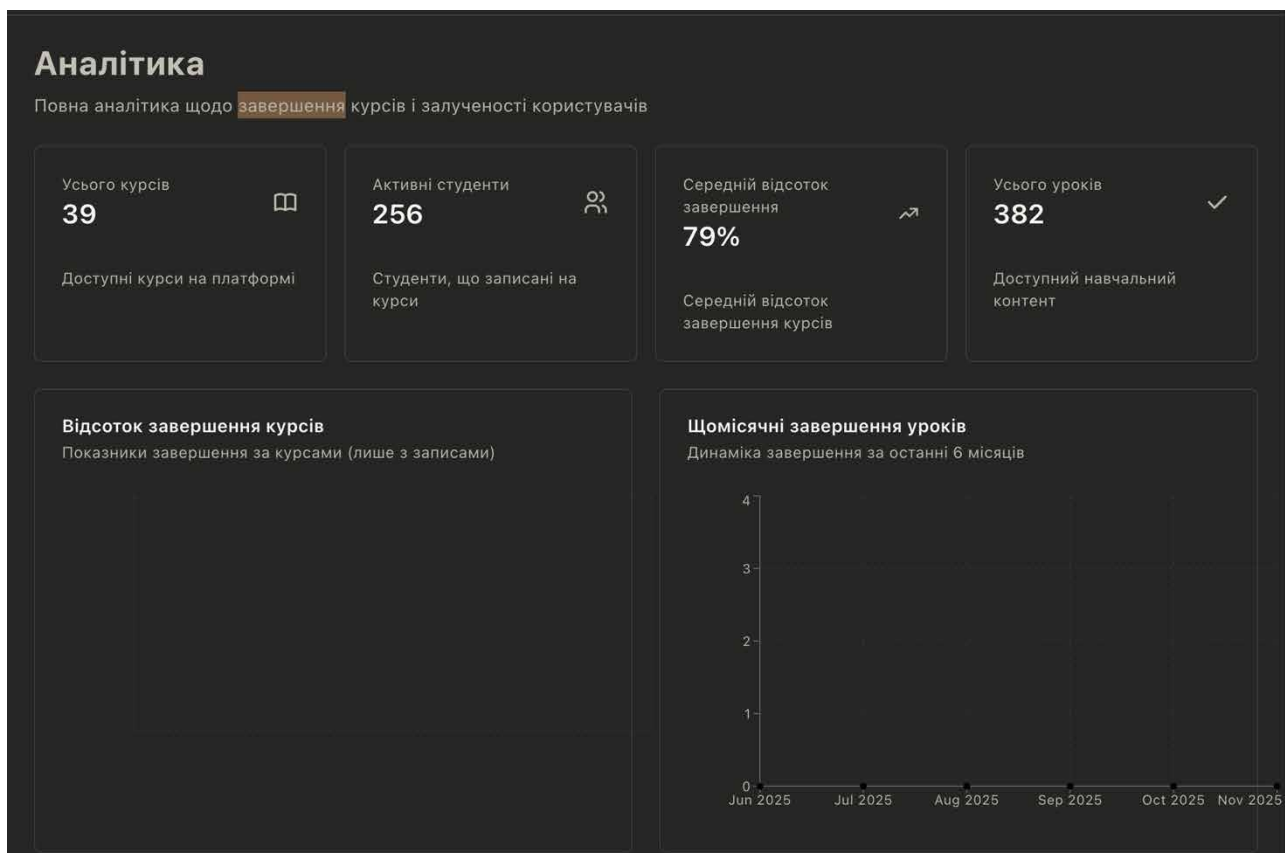 Аналітика
Повна аналітика щодо завершення курсів і залученості користувачів
Усього курсів
39
Доступні курси на платформі
Активні студенти
256
Студенти, що записані на
курси
Середній відсоток
завершення
79%
Середній відсоток
завершення курсів
Усього уроків
382
Доступний навчальний
контент
Відсоток завершення курсів
Показники завершення за курсами (лише з записами)
Щомісячні завершення уроків
Динаміка завершення за останні 6 місяців
4
3
2
1
0
Jun 2025 Jul 2025 Aug 2025 Sep 2025 Oct 2025 Nov 2025